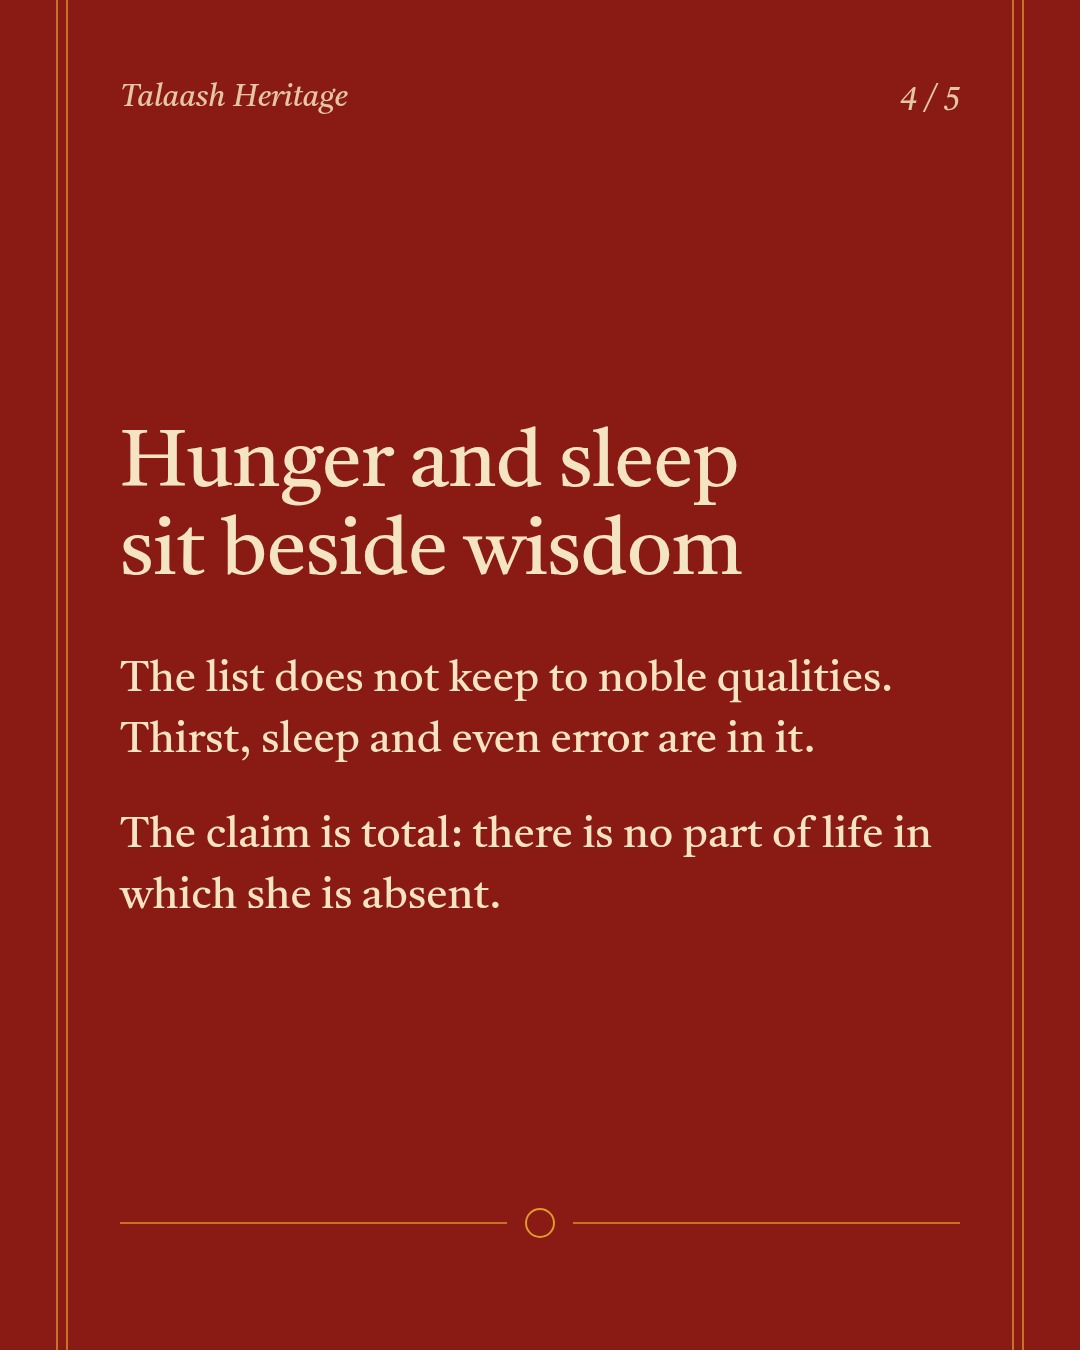 Talaash Heritage
4 / 5
Hunger and sleep
sit beside wisdom
The list does not keep to noble qualities.
Thirst, sleep and even error are in it.
The claim is total: there is no part of life in
which she is absent.